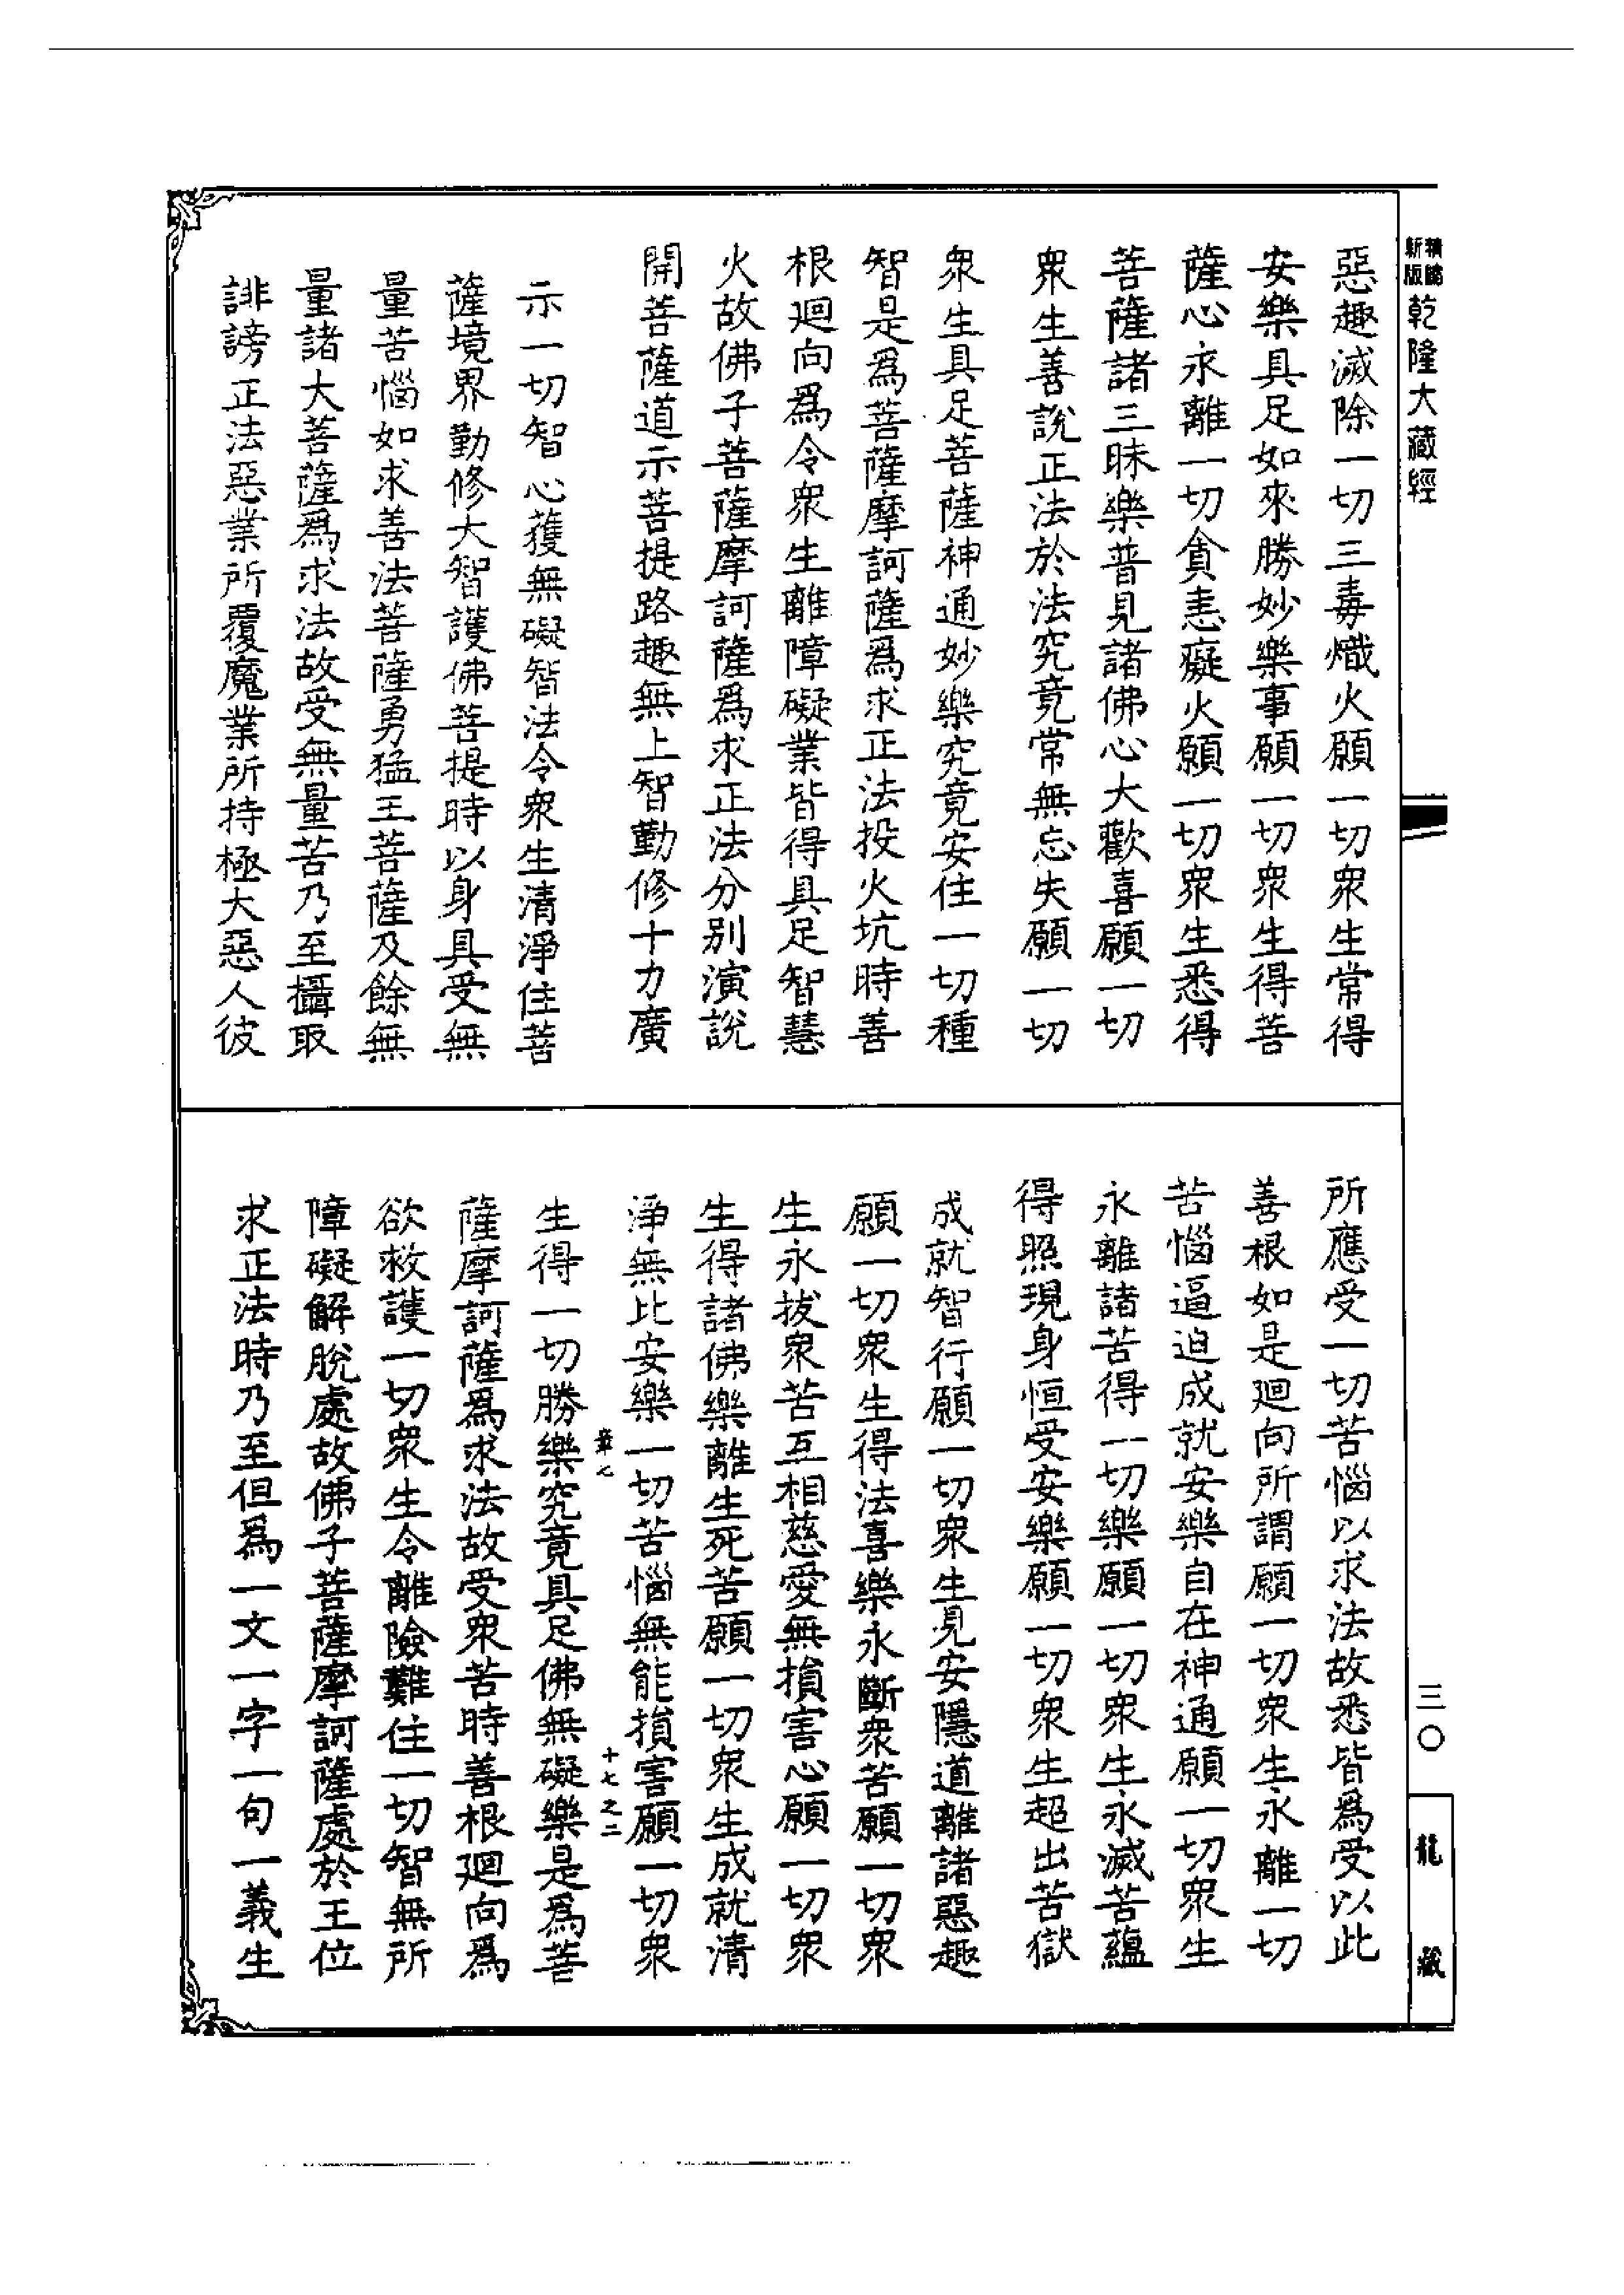 精編
新版
乾隆大藏經
惡趣滅除一切三毒熾火願一切衆生常得
安樂具足如來勝妙樂事願一切衆生得菩
薩心永離一切貪恚癡火願一切衆生悉得
菩薩諸三昧樂普見諸佛心大歡喜願一切
衆生善說正法於法究竟常無忘失願一切
衆生具足菩薩神通妙樂究竟安住一切種
智是爲菩薩摩訶薩爲求正法投火坑時善
根迴向爲令衆生離障礙業皆得具足智慧
火故佛子菩薩摩訶薩爲求正法分別演說
開菩薩道示菩提路趣無上智勤修十力廣
示一切智心獲無礙智法令衆生清淨住菩
薩境界勤修大智護佛菩提時以身具受無
量苦惱如求善法菩薩勇猛王菩薩及餘無
量諸大菩薩爲求法故受無量苦乃至攝取
誹謗正法惡業所覆魔業所持極大惡人彼
所應受一切苦惱以求法故悉皆爲受以此
善根如是迴向所謂願一切衆生永離一切
苦惱逼迫成就安樂自在神通願一切衆生
永離諸苦得一切樂願一切衆生永滅苦蘊
得照現身恒受安樂願一切衆生超出苦獄
成就智行願一切衆生見安隱道離諸惡趣
願一切衆生得法喜樂永斷衆苦願一切衆
生永拔衆苦互相慈愛無損害心願一切衆
生得諸佛樂離生死苦願一切衆生成就清
淨無比安樂一切苦惱無能損害願一切衆
章七
十七之二
生得一切勝樂究竟具足佛無礙樂是爲菩
薩摩訶薩爲求法故受衆苦時善根迴向爲
欲救護一切衆生令離險難住一切智無所
障礙解脫處故佛子菩薩摩訶薩處於王位
求正法時乃至但爲一文一字一句一義生
三〇
龍
藏